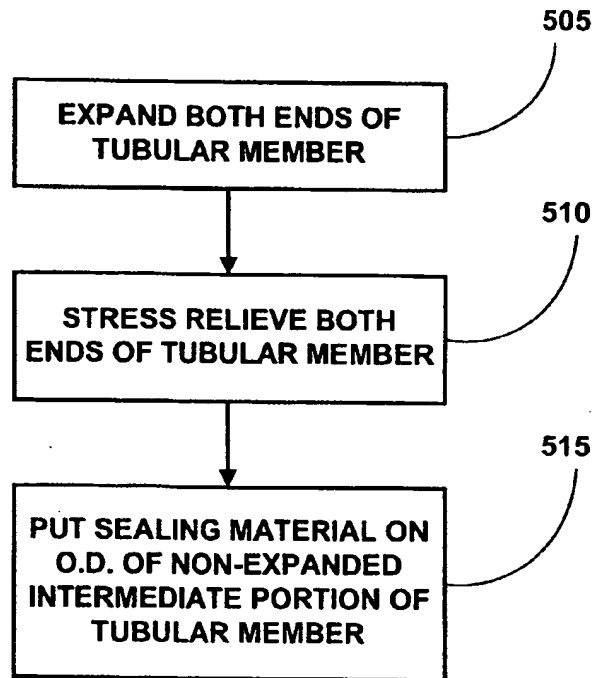 505
EXPAND BOTH ENDS OF
TUBULAR MEMBER
510
STRESS RELIEVE BOTH
ENDS OF TUBULAR MEMBER
515
PUT SEALING MATERIAL ON
O.D. OF NON-EXPANDED
INTERMEDIATE PORTION OF
TUBULAR MEMBER